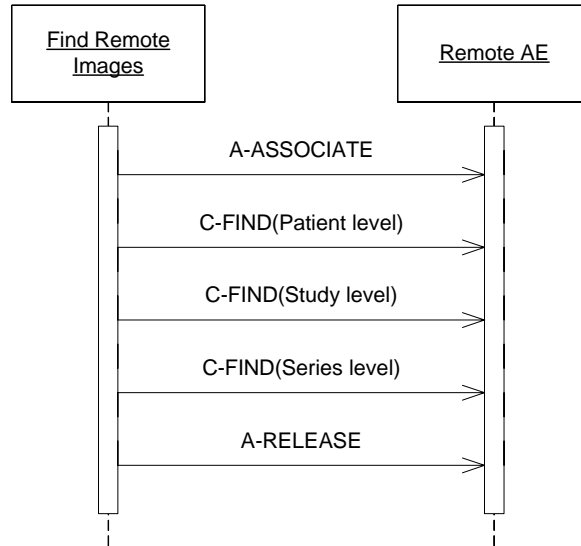 Find Remote
Images
Remote AE
A-ASSOCIATE
C-FIND(Patient level)
C-FIND(Study level)
C-FIND(Series level)
A-RELEASE